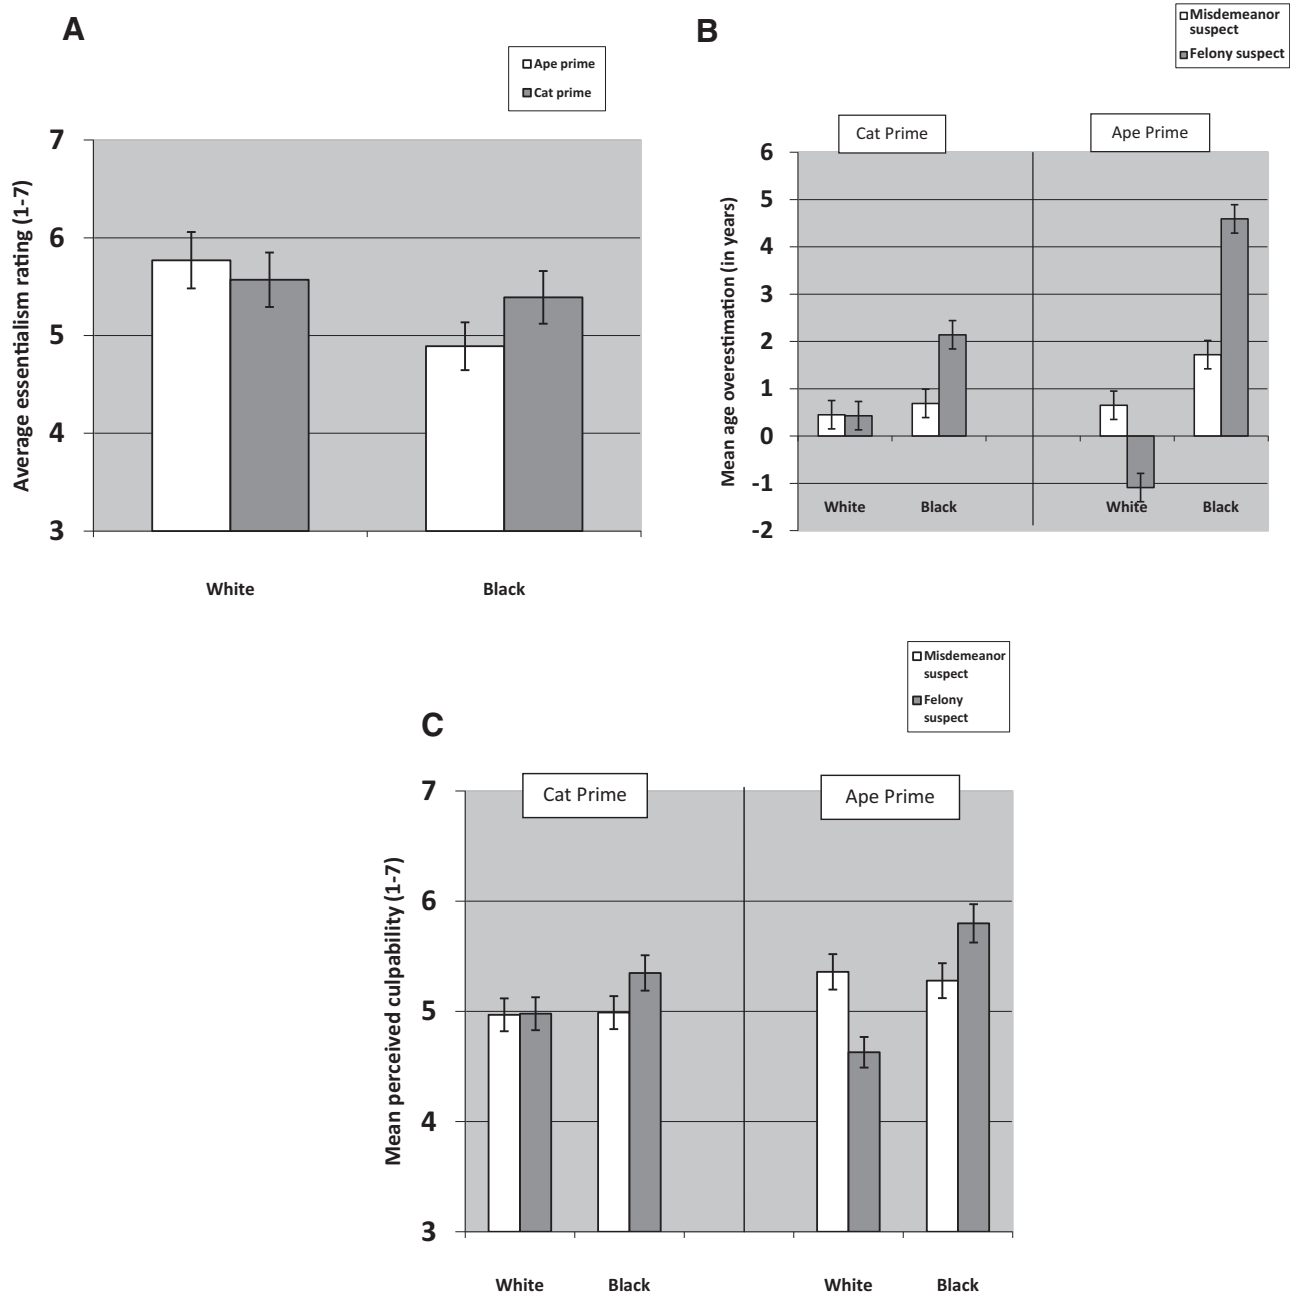 A
Ape prime
Cat prime
Average essentialism rating (1-7)
7
6
5
4
3
White
Black
B
Misdemeanor
suspect
Felony suspect
Cat Prime
Ape Prime
Mean age overestimation (in years)
6
5
4
3
2
1
0
-1
-2
White
Black
White
Black
C
Misdemeanor
suspect
Felony
suspect
Cat Prime
Ape Prime
Mean perceived culpability (1-7)
7
6
5
4
3
White
Black
White
Black